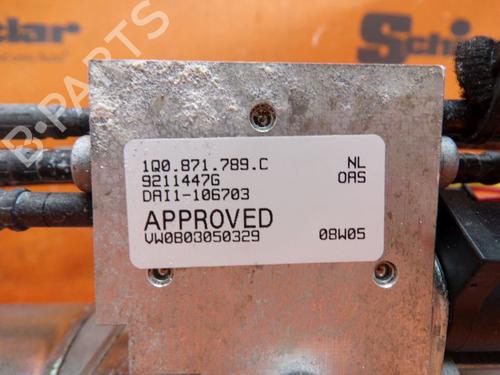 B-PARTS
1Q0.871.789.C NL
9211447G OAS
DAI1-106703
APPROVED
VW0803050329 08W05